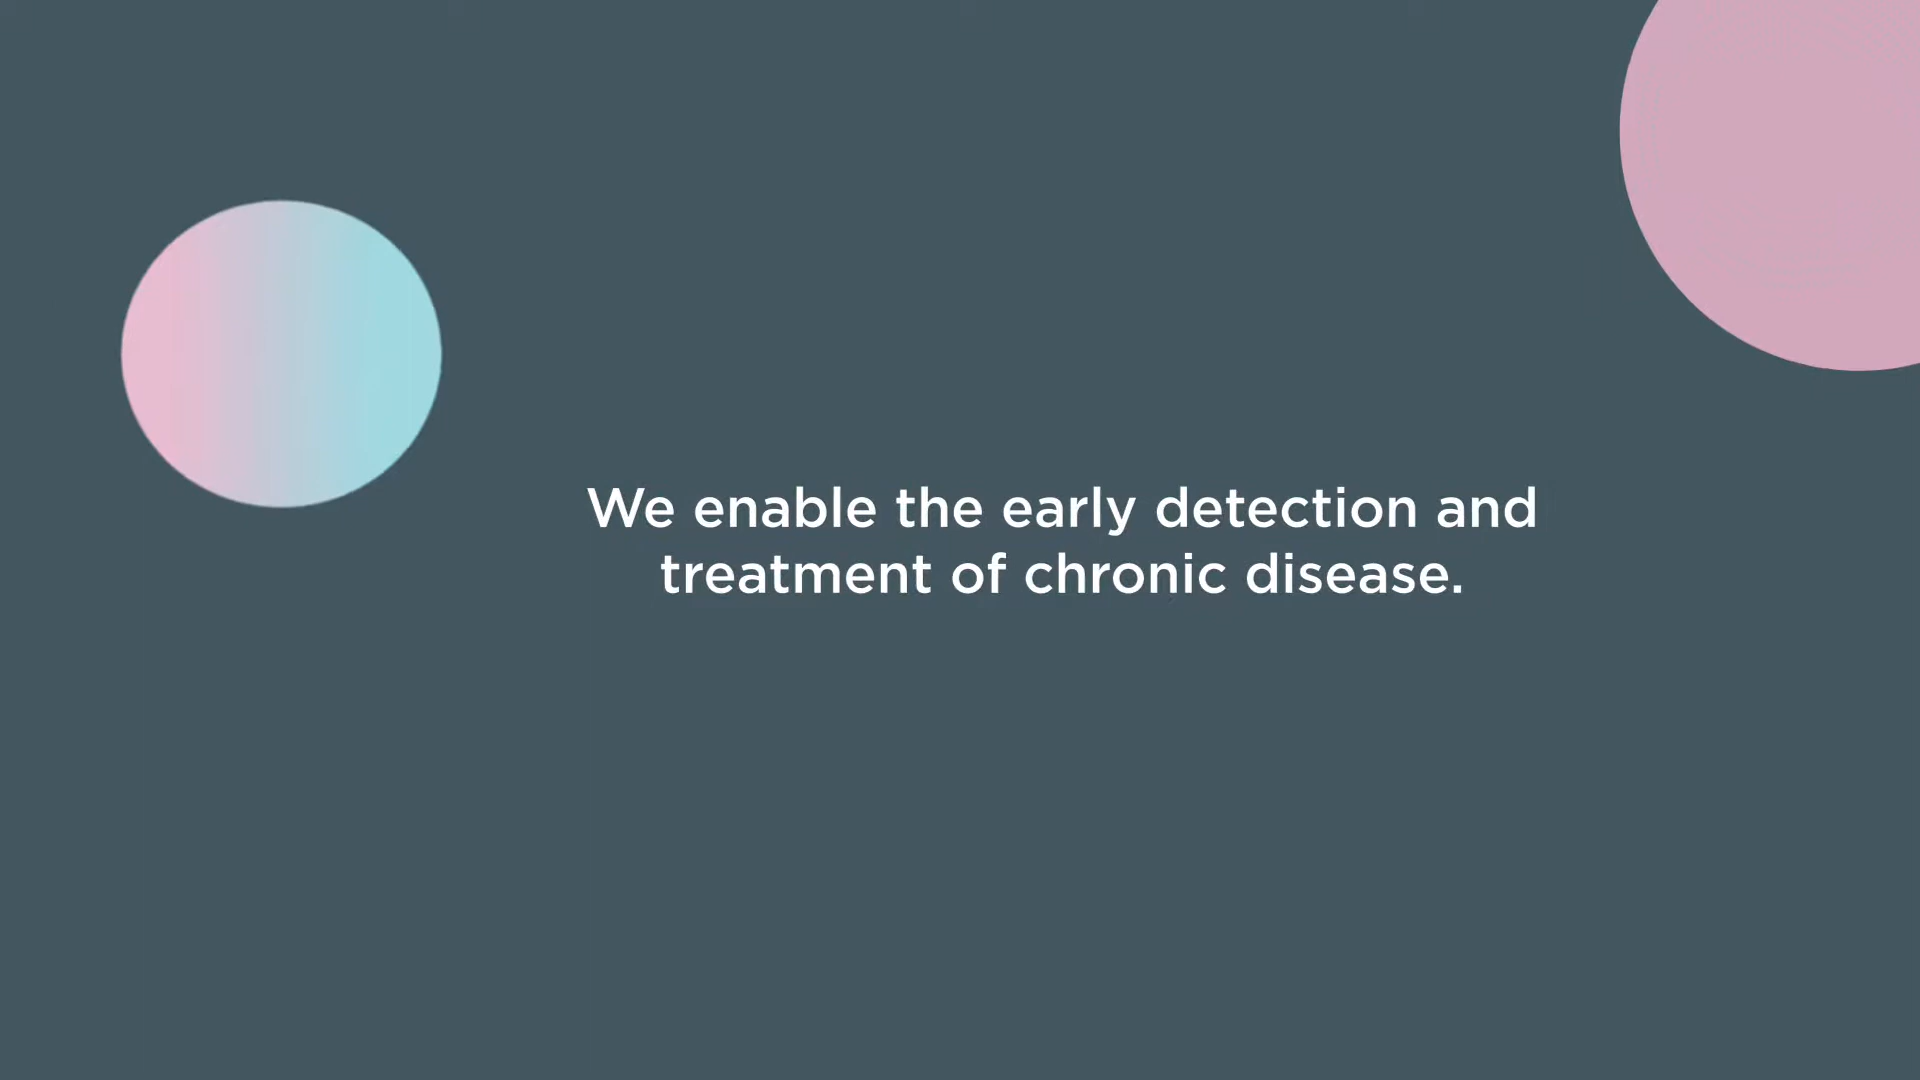 We enable the early detection and
treatment of chronic disease.